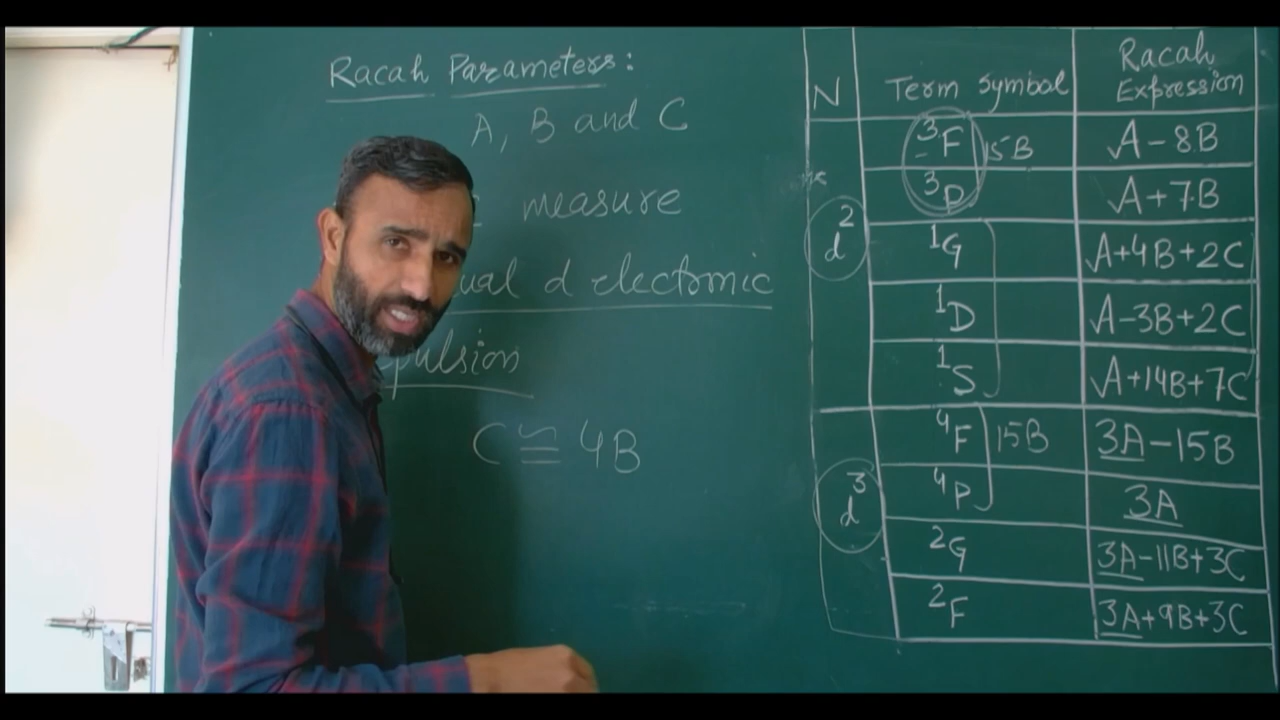 Racah Parameters:
A, B and C
measure
ual d electornic
pulsion
C ≅ 4B
N Term Symbol Racah Expression
d² ³F 15B A-8B
³P A+7B
¹G A+4B+2C
¹D A-3B+2C
¹S A+14B+7C
d³ ⁴F 15B 3A-15B
⁴P 3A
²G 3A-11B+3C
²F 3A+9B+3C